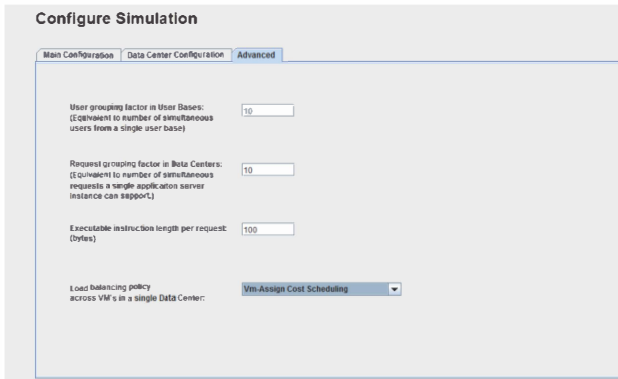 Configure Simulation
Main Configuration Data Center Configuration Advanced
User grouping factor in User Bases: 10
(Equivalent to number of simultaneous
users from a single user base)
Request grouping factor in Data Centers: 10
(Equivalent to number of simultaneous
requests a single applicaiton server
instance can support.)
Executable instruction length per request: 100
(bytes)
Load balancing policy Vm-Assign Cost Scheduling
across VM's in a single Data Center: